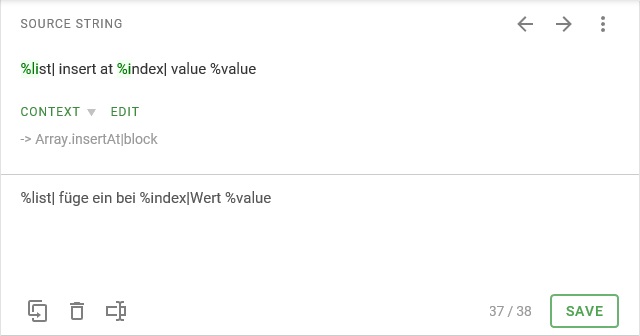 SOURCE STRING
%list| insert at %index| value %value
CONTEXT EDIT
-> Array.insertAt|block
%list| füge ein bei %index|Wert %value
37 / 38 SAVE